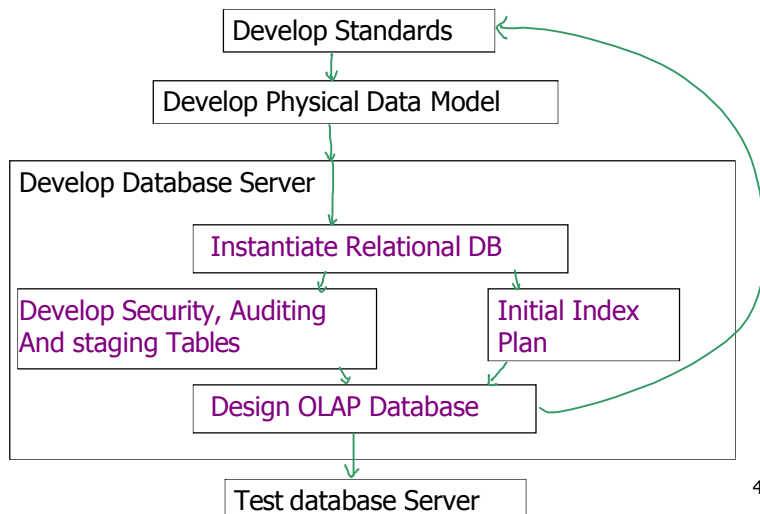 Develop Standards
Develop Physical Data Model
Develop Database Server
Instantiate Relational DB
Develop Security, Auditing
And staging Tables
Initial Index
Plan
Design OLAP Database
Test database Server
4